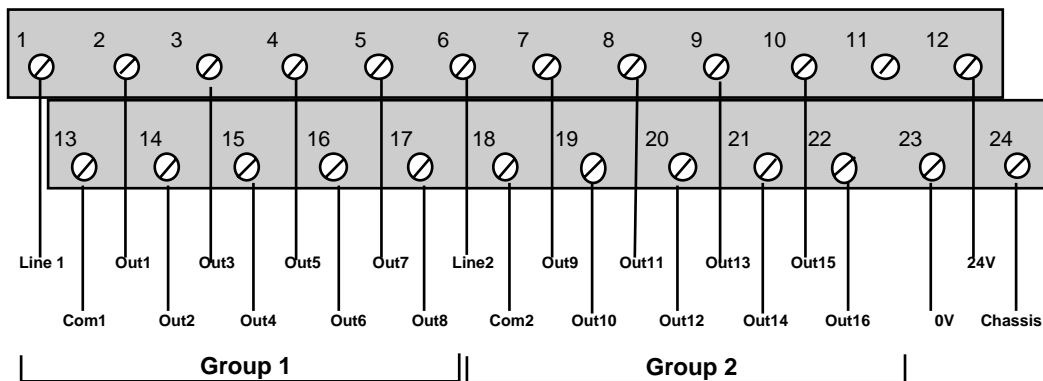 1 2 3 4 5 6 7 8 9 10 11 12
13 14 15 16 17 18 19 20 21 22 23 24
Line 1 Out1 Out3 Out5 Out7 Line2 Out9 Out11 Out13 Out15 24V
Com1 Out2 Out4 Out6 Out8 Com2 Out10 Out12 Out14 Out16 0V Chassis
Group 1 Group 2